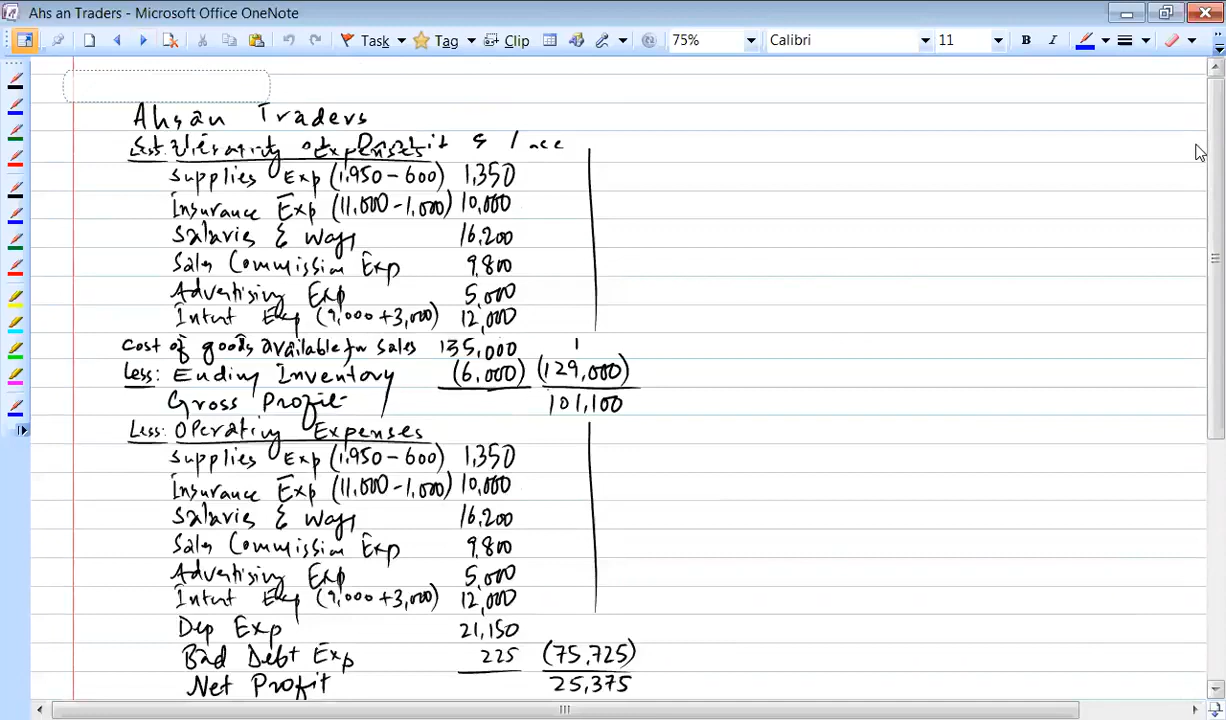 Ahs an Traders - Microsoft Office OneNote
Task Tag Clip 75% Calibri 11 B I
Ahsan Traders
Less: Operating Expenses
Supplies Exp (1,950 - 600) 1,350
Insurance Exp (11,000 - 1,000) 10,000
Salaries & Wages 16,200
Sales Commission Exp 9,800
Advertising Exp 5,000
Interest Exp (9,000 + 3,000) 12,000
Cost of goods available for sales 135,000
Less: Ending Inventory (6,000) (129,000)
Gross Profit 101,100
Less: Operating Expenses
Supplies Exp (1,950 - 600) 1,350
Insurance Exp (11,000 - 1,000) 10,000
Salaries & Wages 16,200
Sales Commission Exp 9,800
Advertising Exp 5,000
Interest Exp (9,000 + 3,000) 12,000
Dep Exp 21,150
Bad Debt Exp 225 (75,725)
Net Profit 25,375